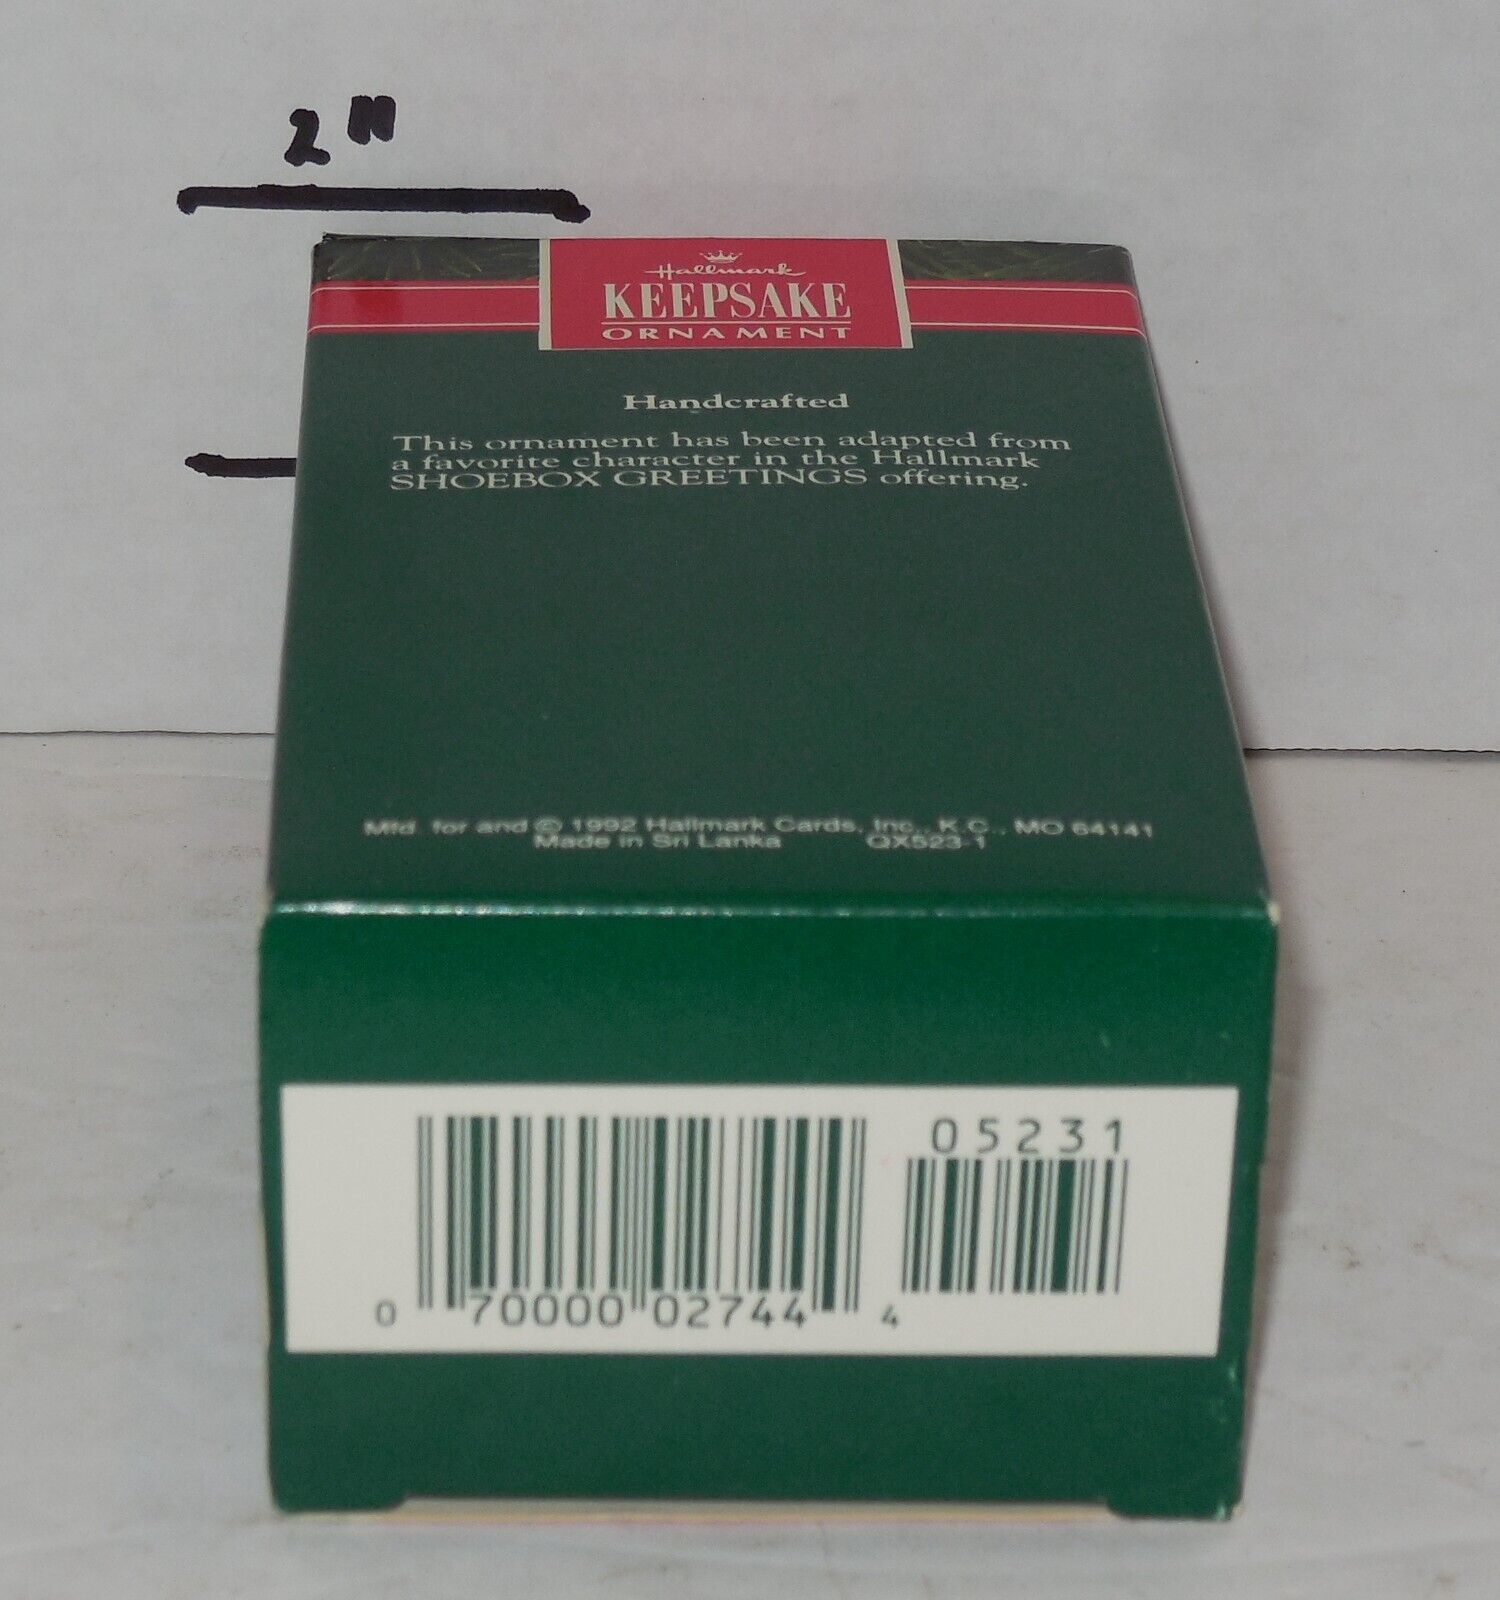 2"
Hallmark
KEEPSAKE
ORNAMENT
Handcrafted
This ornament has been adapted from
a favorite character in the Hallmark
SHOEBOX GREETINGS offering.
Mfd. for and © 1992 Hallmark Cards, Inc., K.C., MO 64141
Made in Sri Lanka QX523-1
05231
0 70000 02744 4